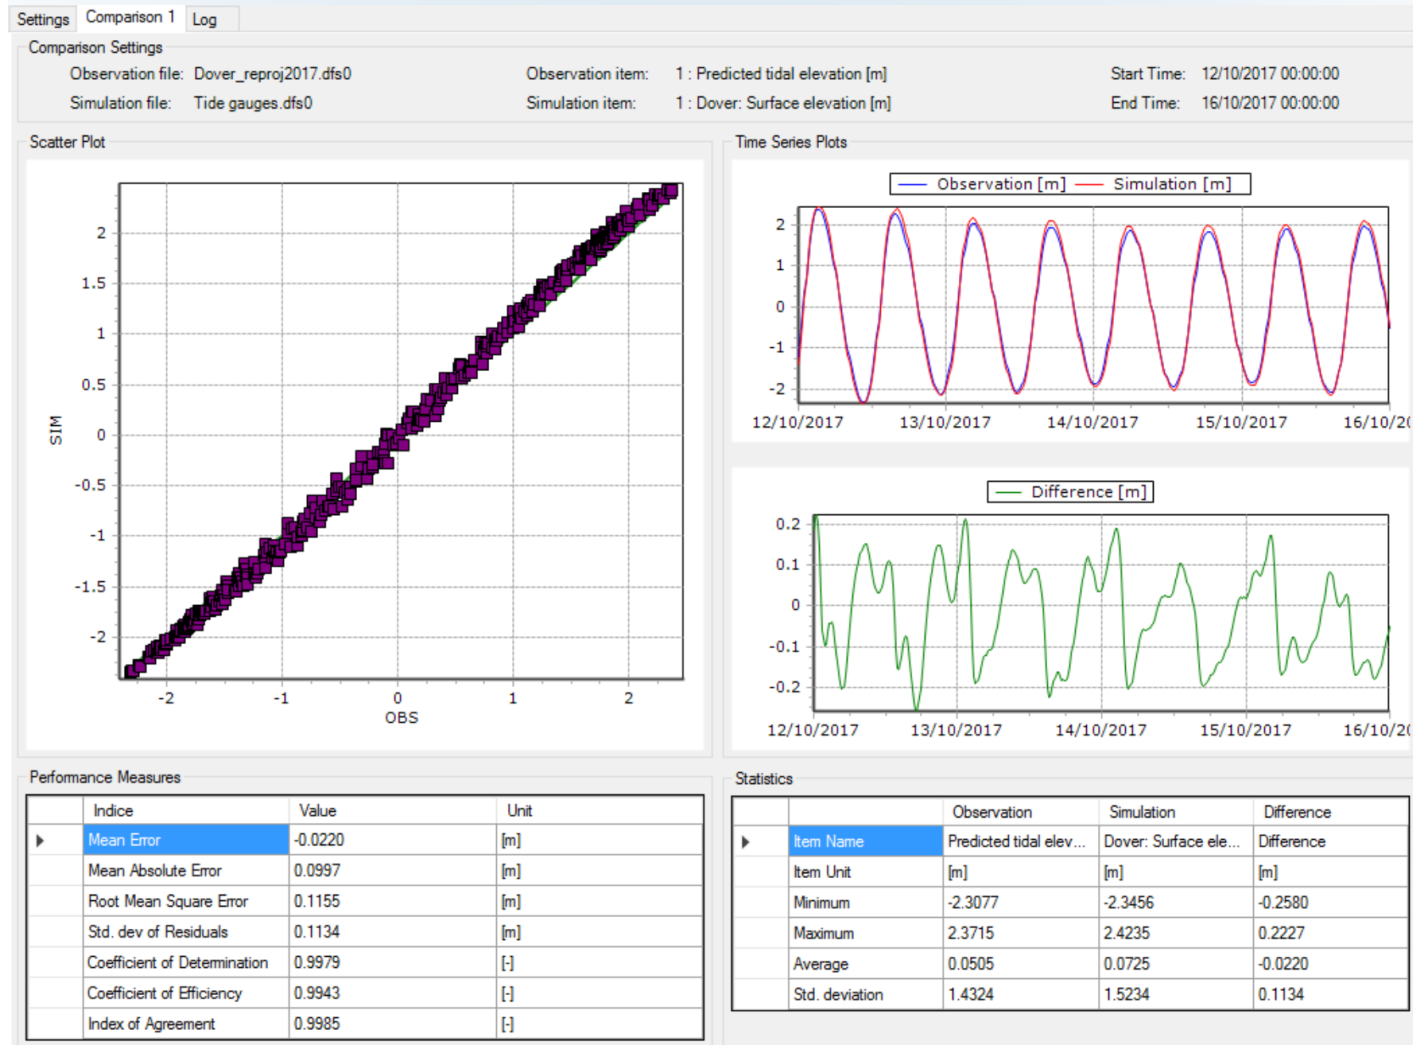 Settings Comparison 1 Log
Comparison Settings
Observation file: Dover_reproj2017.dfs0 Observation item: 1 : Predicted tidal elevation [m] Start Time: 12/10/2017 00:00:00
Simulation file: Tide gauges.dfs0 Simulation item: 1 : Dover: Surface elevation [m] End Time: 16/10/2017 00:00:00
Scatter Plot
2
1.5
1
0.5
0
-0.5
-1
-1.5
-2
SIM
-2 -1 0 1 2
OBS
Time Series Plots
Observation [m] Simulation [m]
2
1
0
-1
-2
12/10/2017 13/10/2017 14/10/2017 15/10/2017 16/10/20
Difference [m]
0.2
0.1
0
-0.1
-0.2
12/10/2017 13/10/2017 14/10/2017 15/10/2017 16/10/20
Performance Measures
Indice Value Unit
Mean Error -0.0220 [m]
Mean Absolute Error 0.0997 [m]
Root Mean Square Error 0.1155 [m]
Std. dev of Residuals 0.1134 [m]
Coefficient of Determination 0.9979 [-]
Coefficient of Efficiency 0.9943 [-]
Index of Agreement 0.9985 [-]
Statistics
Observation Simulation Difference
Item Name Predicted tidal elev... Dover: Surface ele... Difference
Item Unit [m] [m] [m]
Minimum -2.3077 -2.3456 -0.2580
Maximum 2.3715 2.4235 0.2227
Average 0.0505 0.0725 -0.0220
Std. deviation 1.4324 1.5234 0.1134